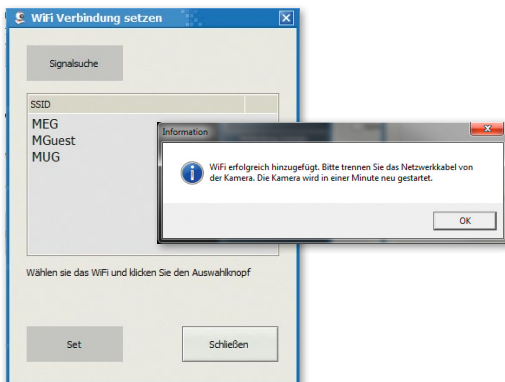 WiFi Verbindung setzen
Signalsuche
SSID
MEG
MGuest
MUG
Information
WiFi erfolgreich hinzugefügt. Bitte trennen Sie das Netzwerkkabel von
der Kamera. Die Kamera wird in einer Minute neu gestartet.
OK
Wählen sie das WiFi und klicken Sie den Auswahlknopf
Set
Schließen